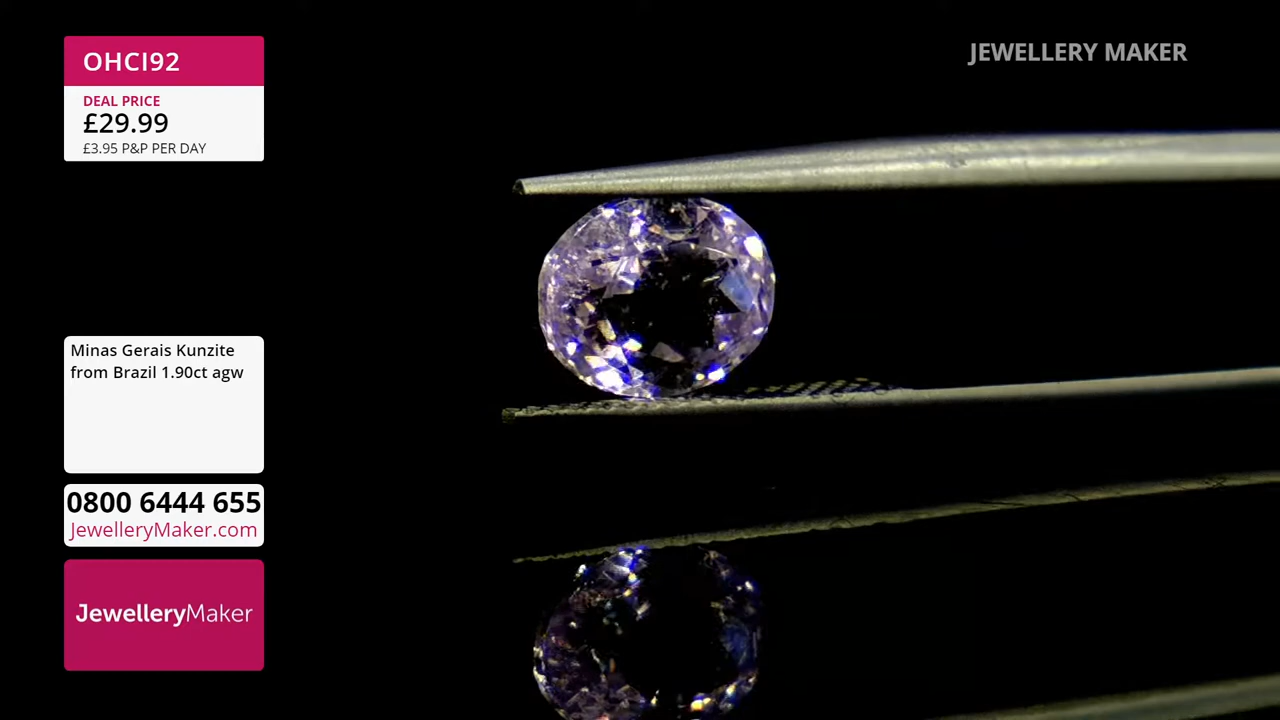 OHCI92
DEAL PRICE
£29.99
£3.95 P&P PER DAY
JEWELLERY MAKER
Minas Gerais Kunzite
from Brazil 1.90ct agw
0800 6444 655
JewelleryMaker.com
JewelleryMaker